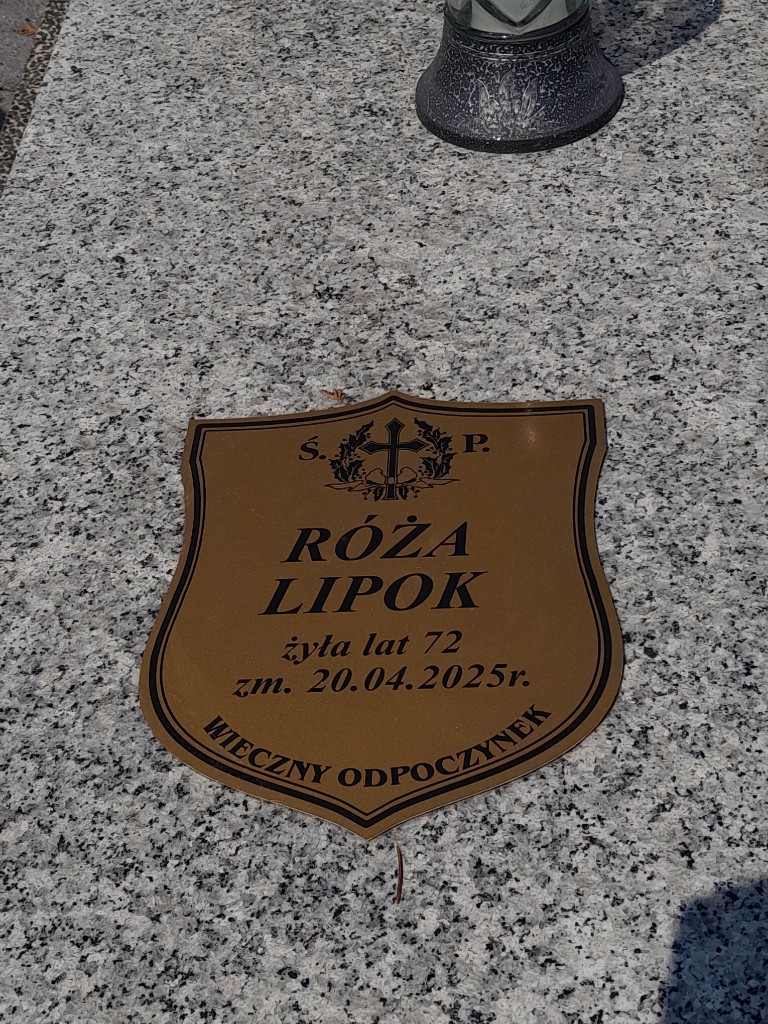 Ś. P.
RÓŻA
LIPOK
żyła lat 72
zm. 20.04.2025r.
WIECZNY ODPOCZYNEK